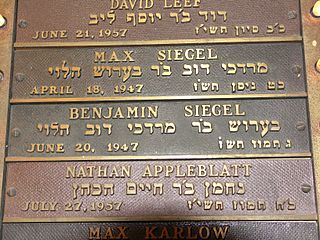 DAVID LEEF
דוד בר יוסף ליב
JUNE 21, 1957 כ״ב סיון תשי״ז
MAX SIEGEL
מרדכי דוב בר בערוש הלוי
APRIL 18, 1947 כט ניסן תש״ז
BENJAMIN SIEGEL
בערוש בר מרדכי דוב הלוי
JUNE 20, 1947 ב תמוז תש״ז
NATHAN APPLEBLATT
נחמן בר חיים הכהן
JULY 27, 1957 כ״ח תמוז תשי״ז
MAX KARLOW